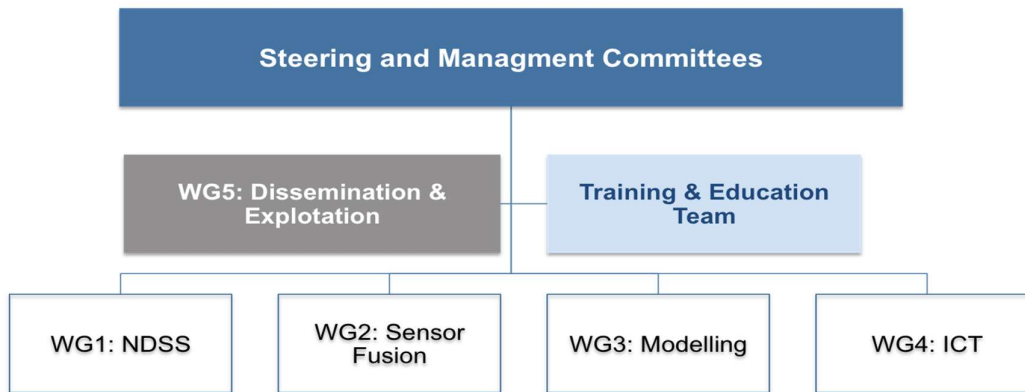 Steering and Managment Committees
WG5: Dissemination &
Explotation
Training & Education
Team
WG1: NDSS
WG2: Sensor
Fusion
WG3: Modelling
WG4: ICT